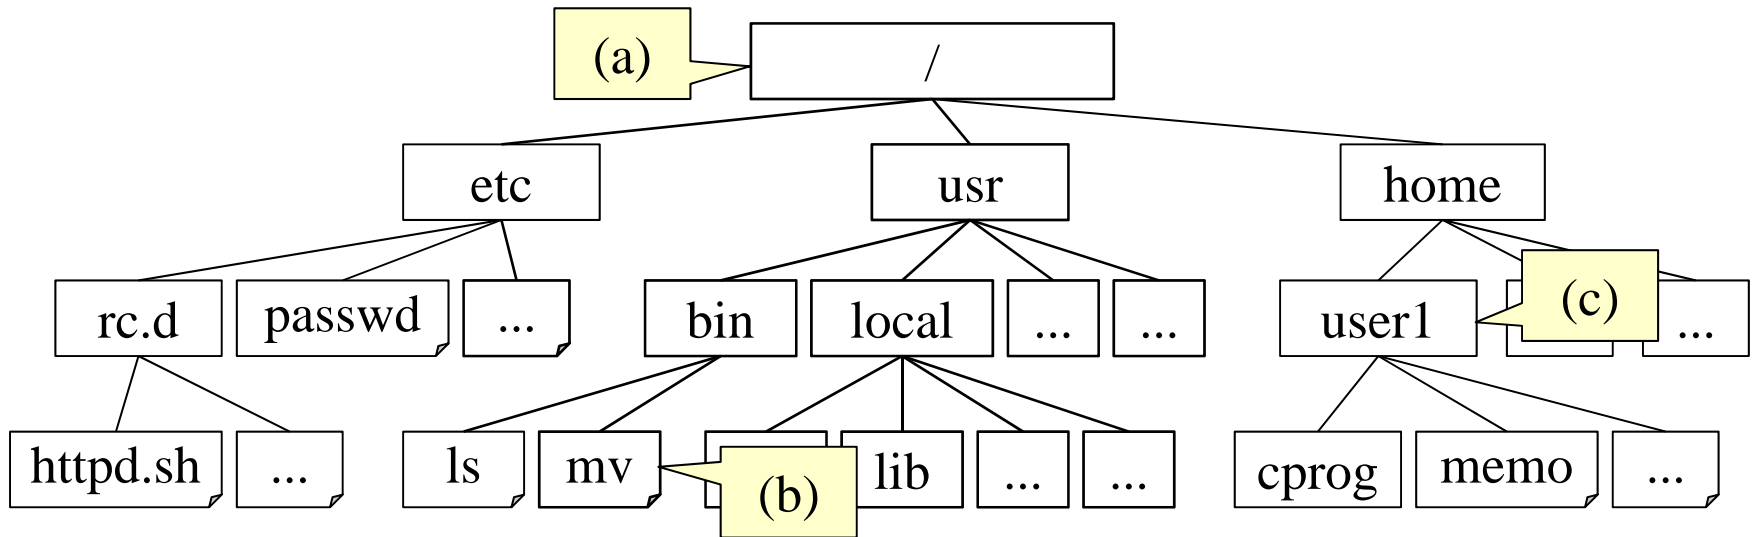 (a)
/
etc
usr
home
rc.d
passwd
...
bin
local
...
...
user1
(c)
...
httpd.sh
...
ls
mv
(b)
lib
...
...
cprog
memo
...